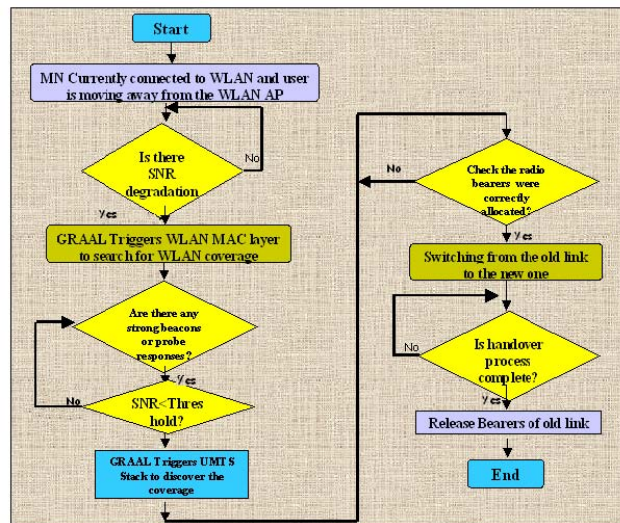 Start
MN Currently connected to WLAN and user
is moving away from the WLAN AP
Is there
SNR
degradation
No
Yes
GRAAL Triggers WLAN MAC layer
to search for WLAN coverage
Are there any
strong beacons
or probe
responses?
Yes
No
SNR<Thres
hold?
GRAAL Triggers UMTS
Stack to discover the
coverage
No
Check the radio
bearers were
correctly
allocated?
Yes
Switching from the old link
to the new one
No
Is handover
process
complete?
Yes
Release Bearers of old link
End